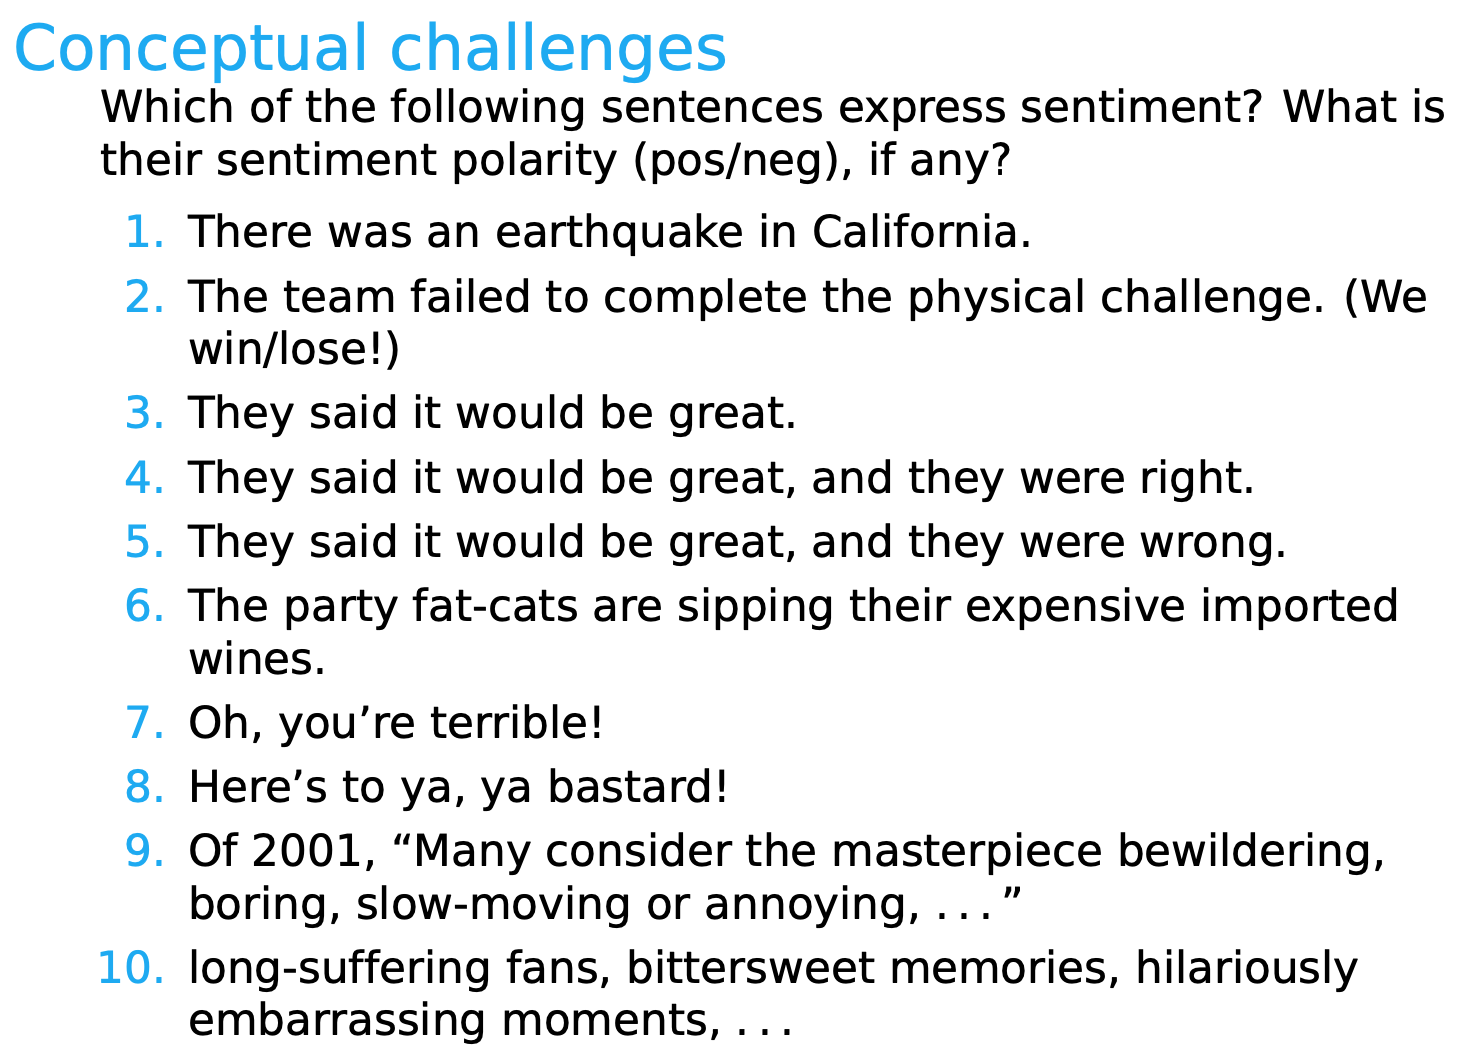 Conceptual challenges
Which of the following sentences express sentiment? What is
their sentiment polarity (pos/neg), if any?
1. There was an earthquake in California.
2. The team failed to complete the physical challenge. (We
win/lose!)
3. They said it would be great.
4. They said it would be great, and they were right.
5. They said it would be great, and they were wrong.
6. The party fat-cats are sipping their expensive imported
wines.
7. Oh, you’re terrible!
8. Here’s to ya, ya bastard!
9. Of 2001, “Many consider the masterpiece bewildering,
boring, slow-moving or annoying, . . . ”
10. long-suffering fans, bittersweet memories, hilariously
embarrassing moments, . . .